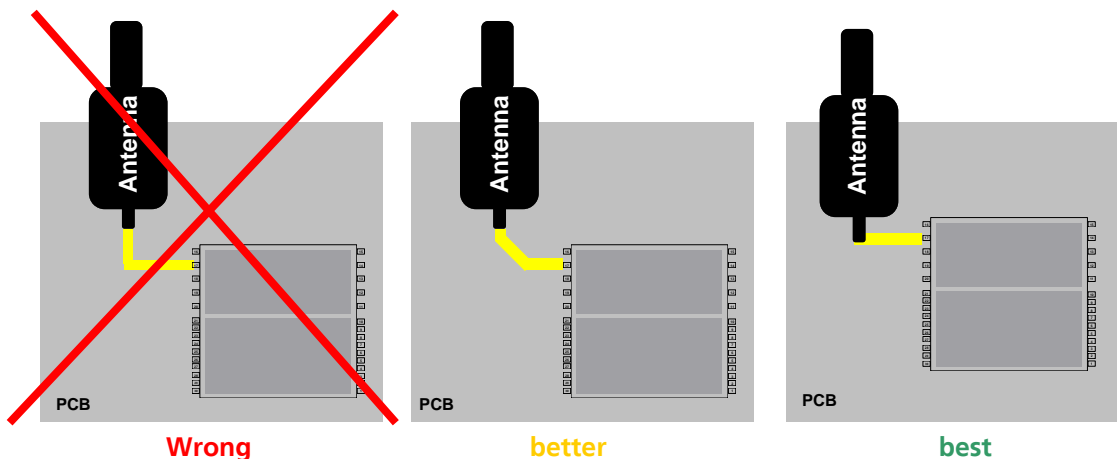 Antenna
Antenna
Antenna
PCB
PCB
PCB
Wrong
better
best